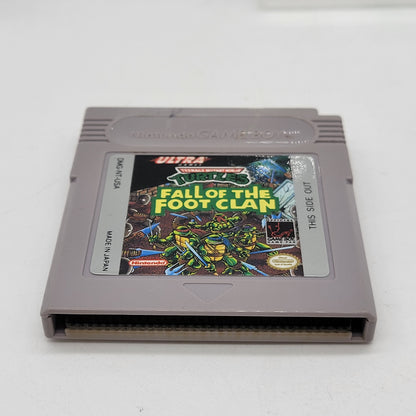 Nintendo GAME BOY
ULTRA
GAMES
TEENAGE MUTANT NINJA
TURTLES
FALL OF THE
FOOT CLAN
DMG-NT-USA
MADE IN JAPAN
THIS SIDE OUT
Nintendo